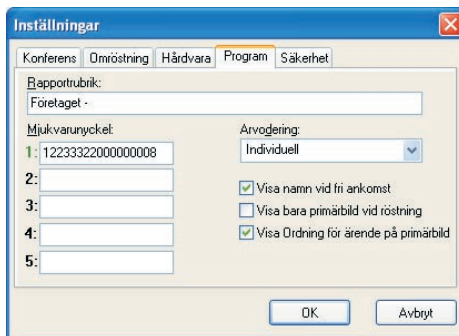 Inställningar
Konferens Omröstning Hårdvara Program Säkerhet
Rapportrubrik:
Företaget -
Mjukvarunyckel:
1: 12233322000000008
2:
3:
4:
5:
Arvodering:
Individuell
Visa namn vid fri ankomst
Visa bara primärbild vid röstning
Visa Ordning för ärende på primärbild
OK Avbryt